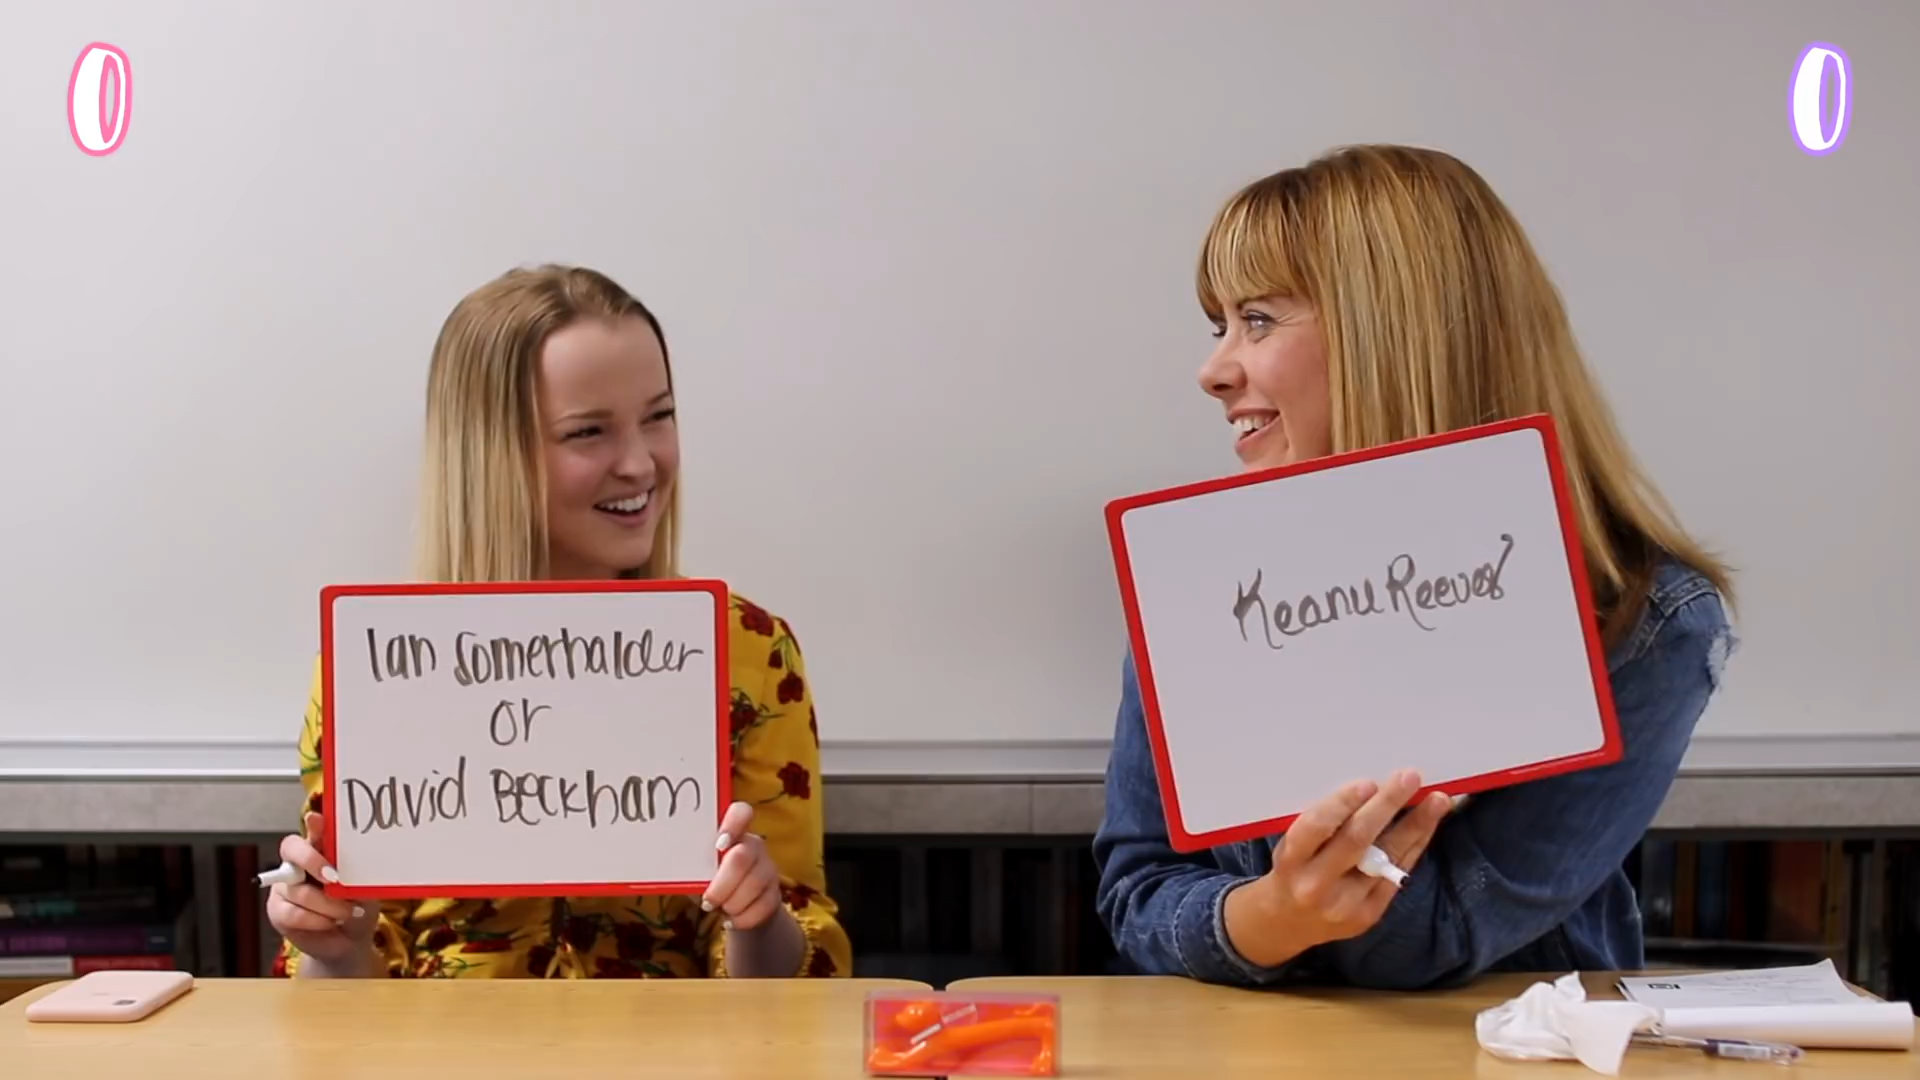 0
0
Ian Somerhalder
or
David Beckham
Keanu Reeves